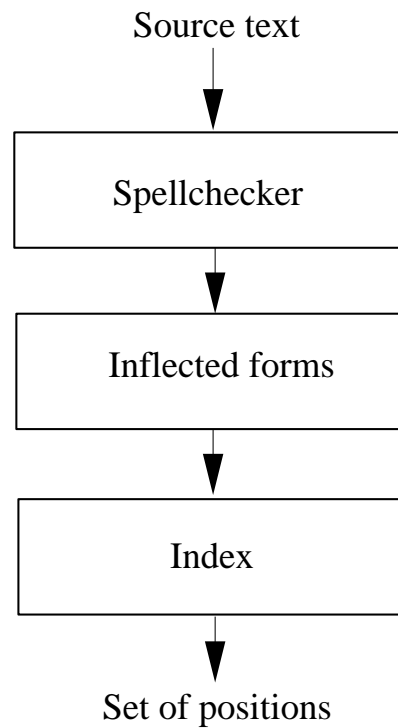 Source text
Spellchecker
Inflected forms
Index
Set of positions